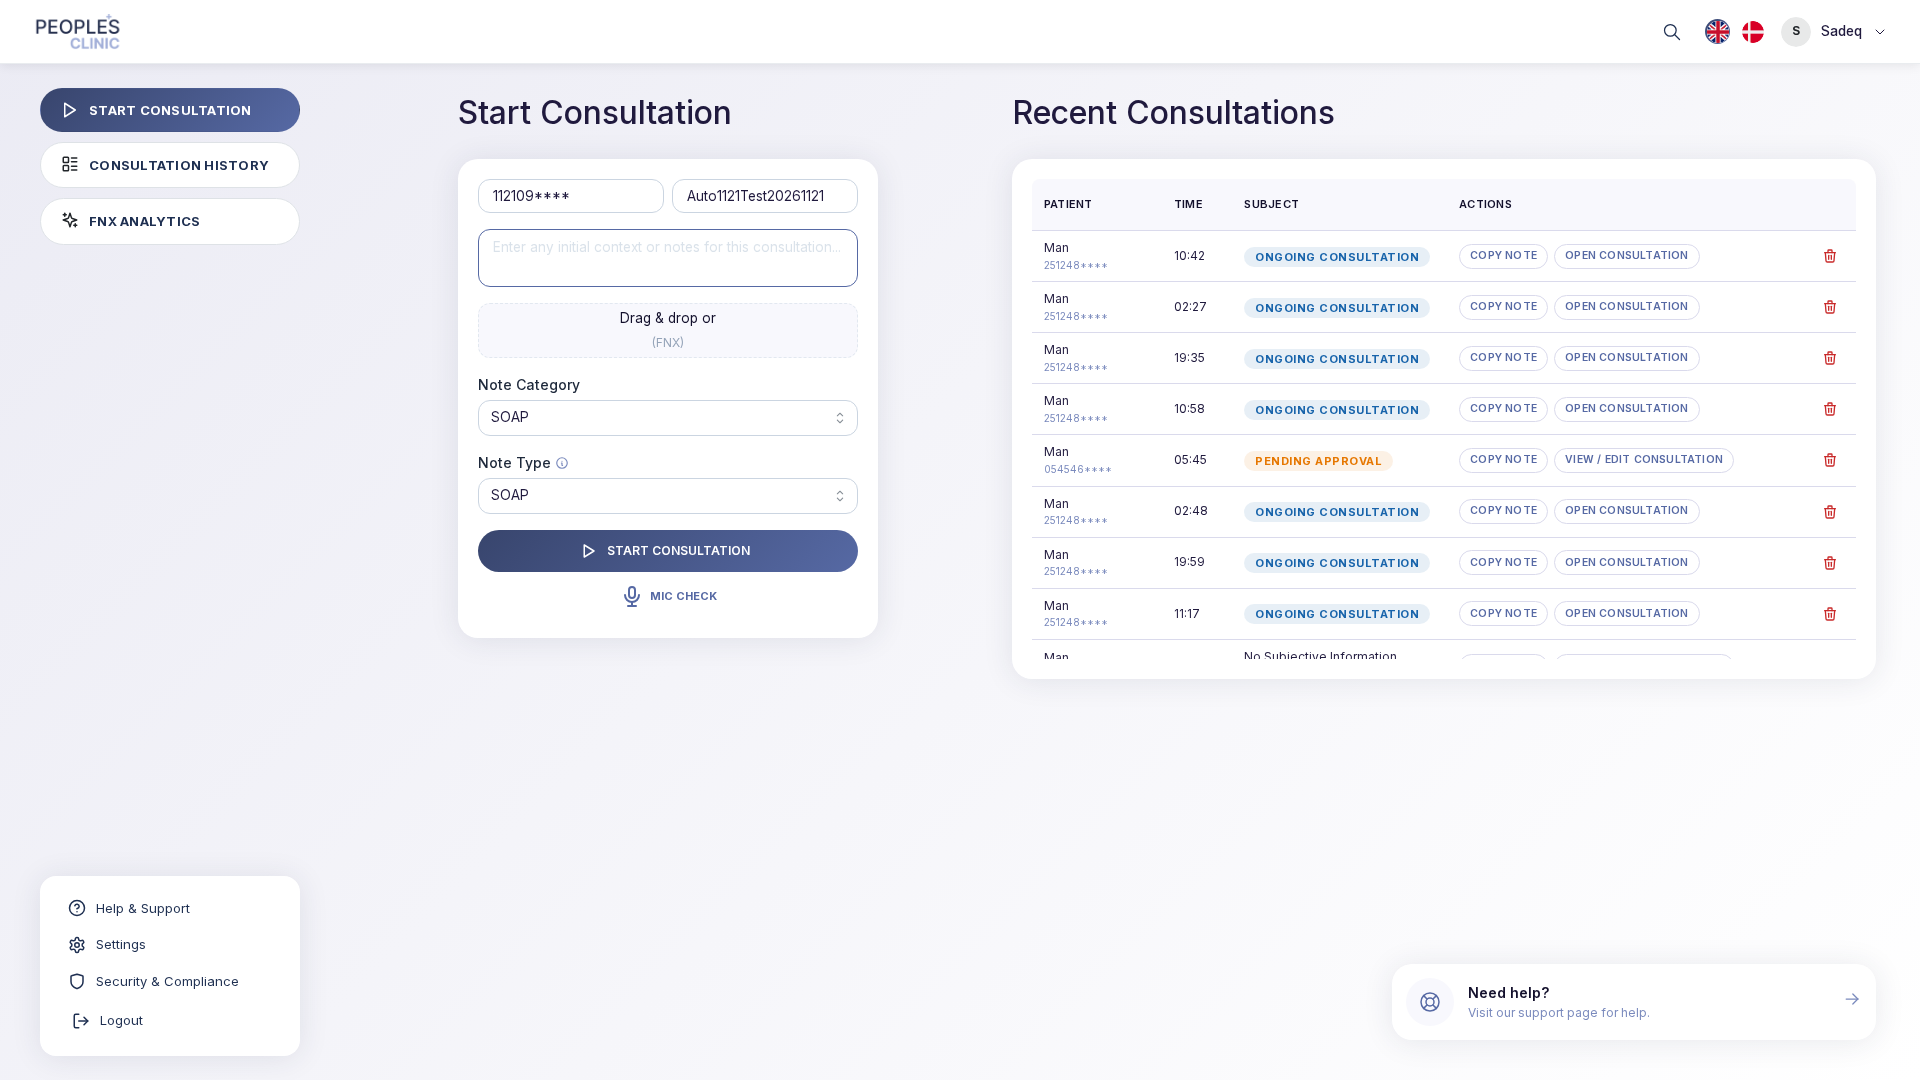 PEOPLES
CLINIC
S
Sadeq
START CONSULTATION
CONSULTATION HISTORY
FNX ANALYTICS
Start Consultation
112109****
Auto1121Test20261121
Enter any initial context or notes for this consultation...
Drag & drop or
(FNX)
Note Category
SOAP
Note Type
SOAP
START CONSULTATION
MIC CHECK
Recent Consultations
PATIENT TIME SUBJECT ACTIONS
Man
251248****
10:42 ONGOING CONSULTATION COPY NOTE OPEN CONSULTATION
Man
251248****
02:27 ONGOING CONSULTATION COPY NOTE OPEN CONSULTATION
Man
251248****
19:35 ONGOING CONSULTATION COPY NOTE OPEN CONSULTATION
Man
251248****
10:58 ONGOING CONSULTATION COPY NOTE OPEN CONSULTATION
Man
054546****
05:45 PENDING APPROVAL COPY NOTE VIEW / EDIT CONSULTATION
Man
251248****
02:48 ONGOING CONSULTATION COPY NOTE OPEN CONSULTATION
Man
251248****
19:59 ONGOING CONSULTATION COPY NOTE OPEN CONSULTATION
Man
251248****
11:17 ONGOING CONSULTATION COPY NOTE OPEN CONSULTATION
Man No Subjective Information
Help & Support
Settings
Security & Compliance
Logout
Need help?
Visit our support page for help.